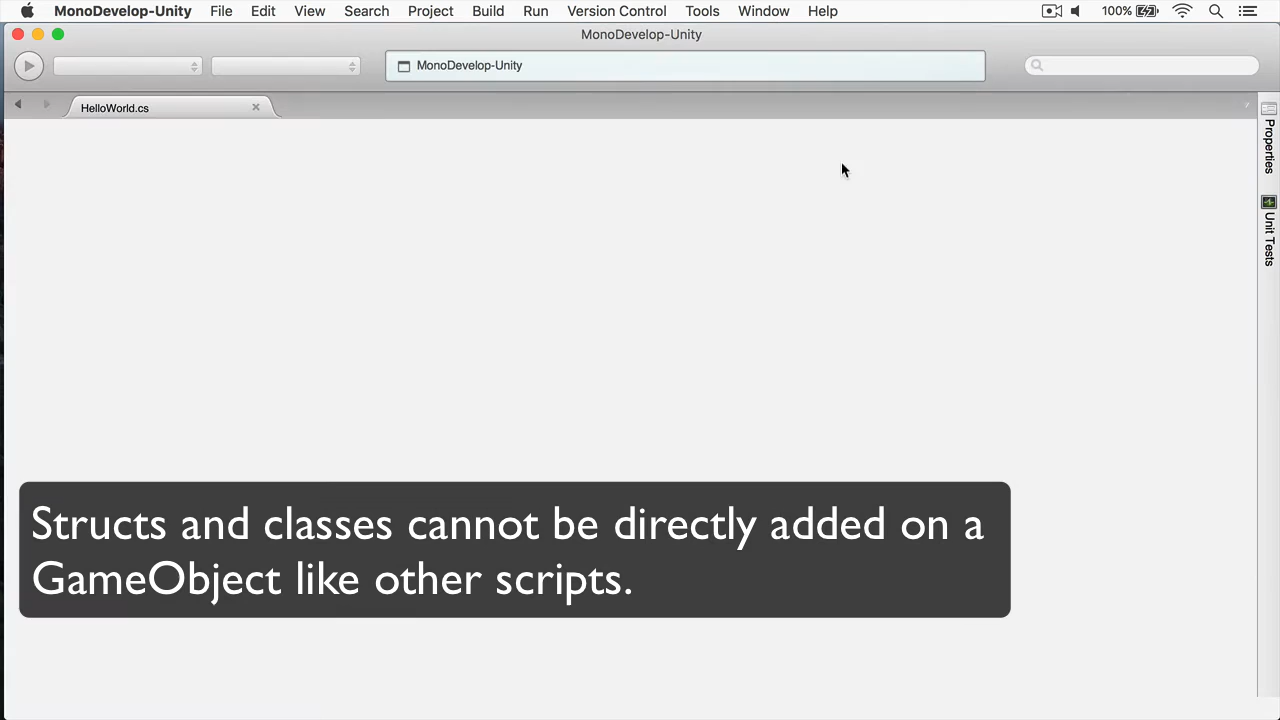 MonoDevelop-Unity File Edit View Search Project Build Run Version Control Tools Window Help 100%
MonoDevelop-Unity
MonoDevelop-Unity
HelloWorld.cs
Properties
Unit Tests
Structs and classes cannot be directly added on a
GameObject like other scripts.